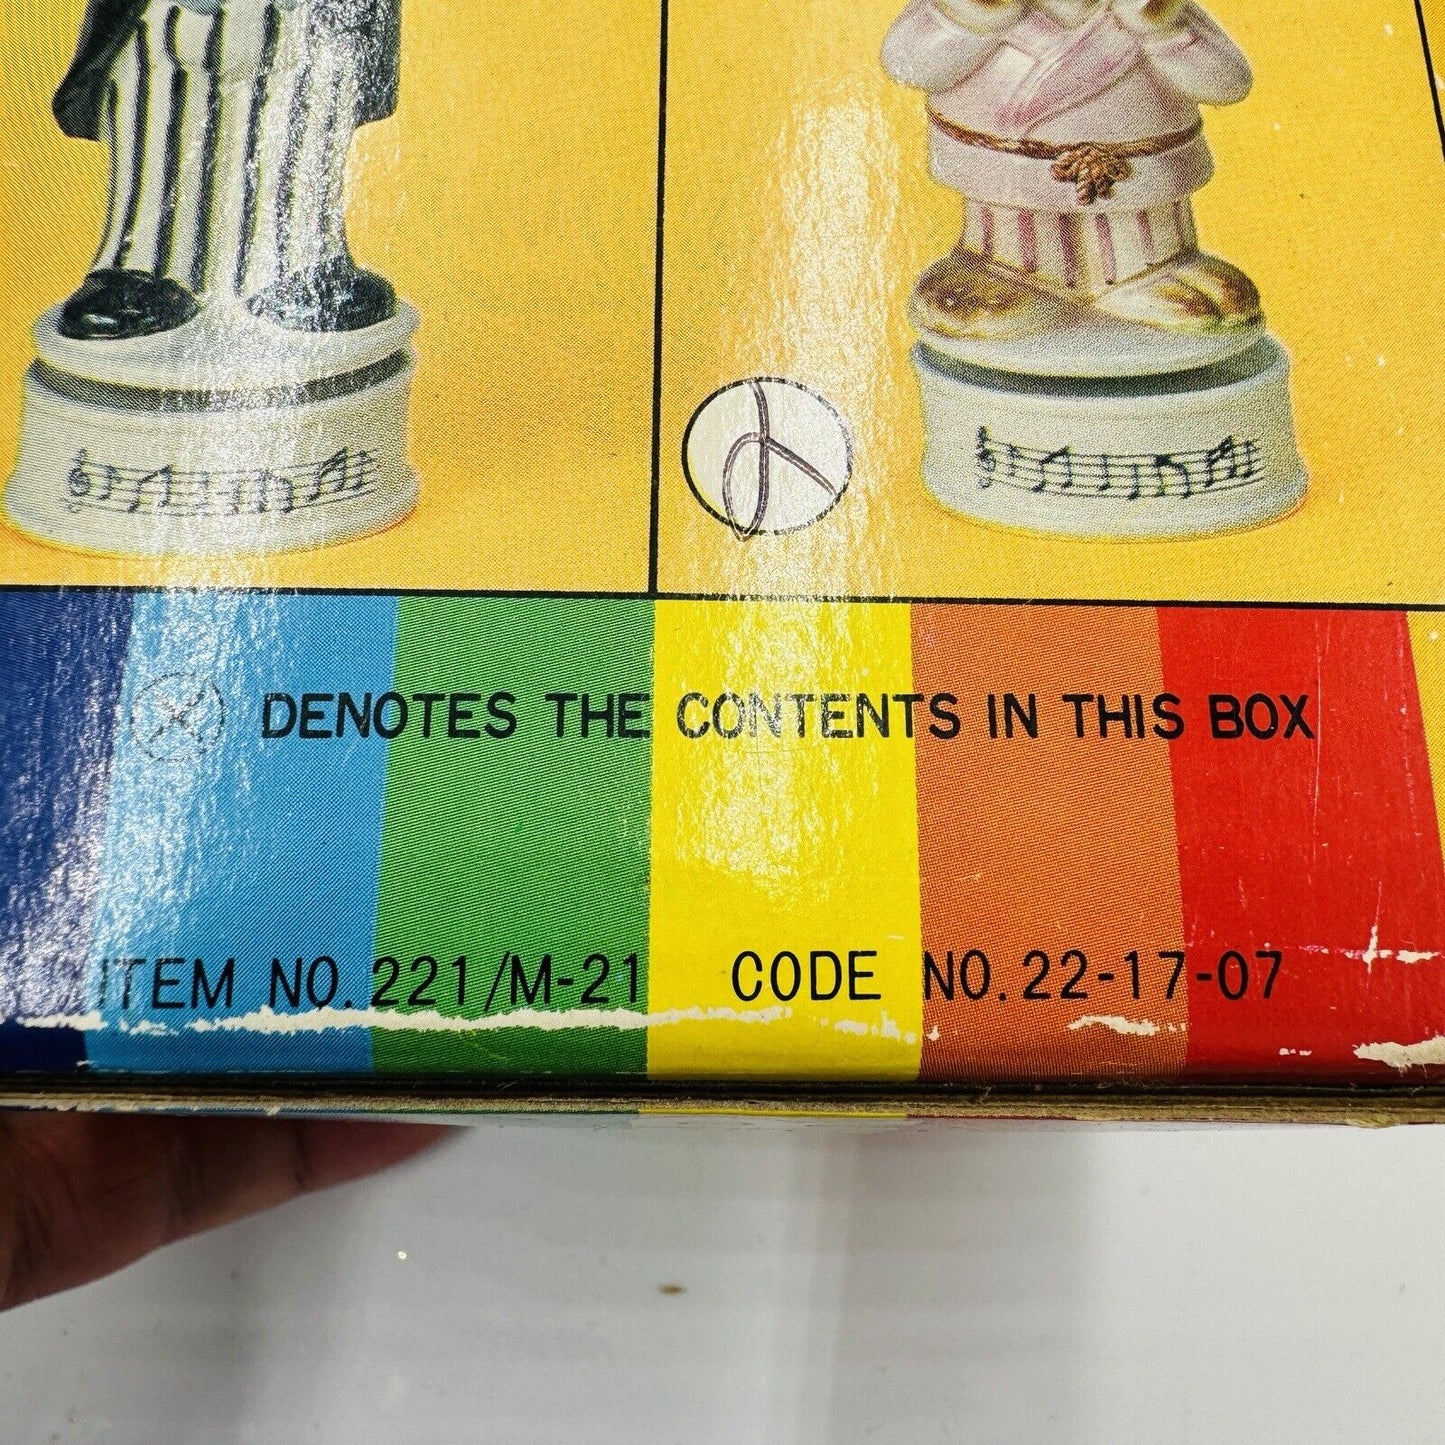 DENOTES THE CONTENTS IN THIS BOX
ITEM NO. 221/M-21 CODE NO. 22-17-07